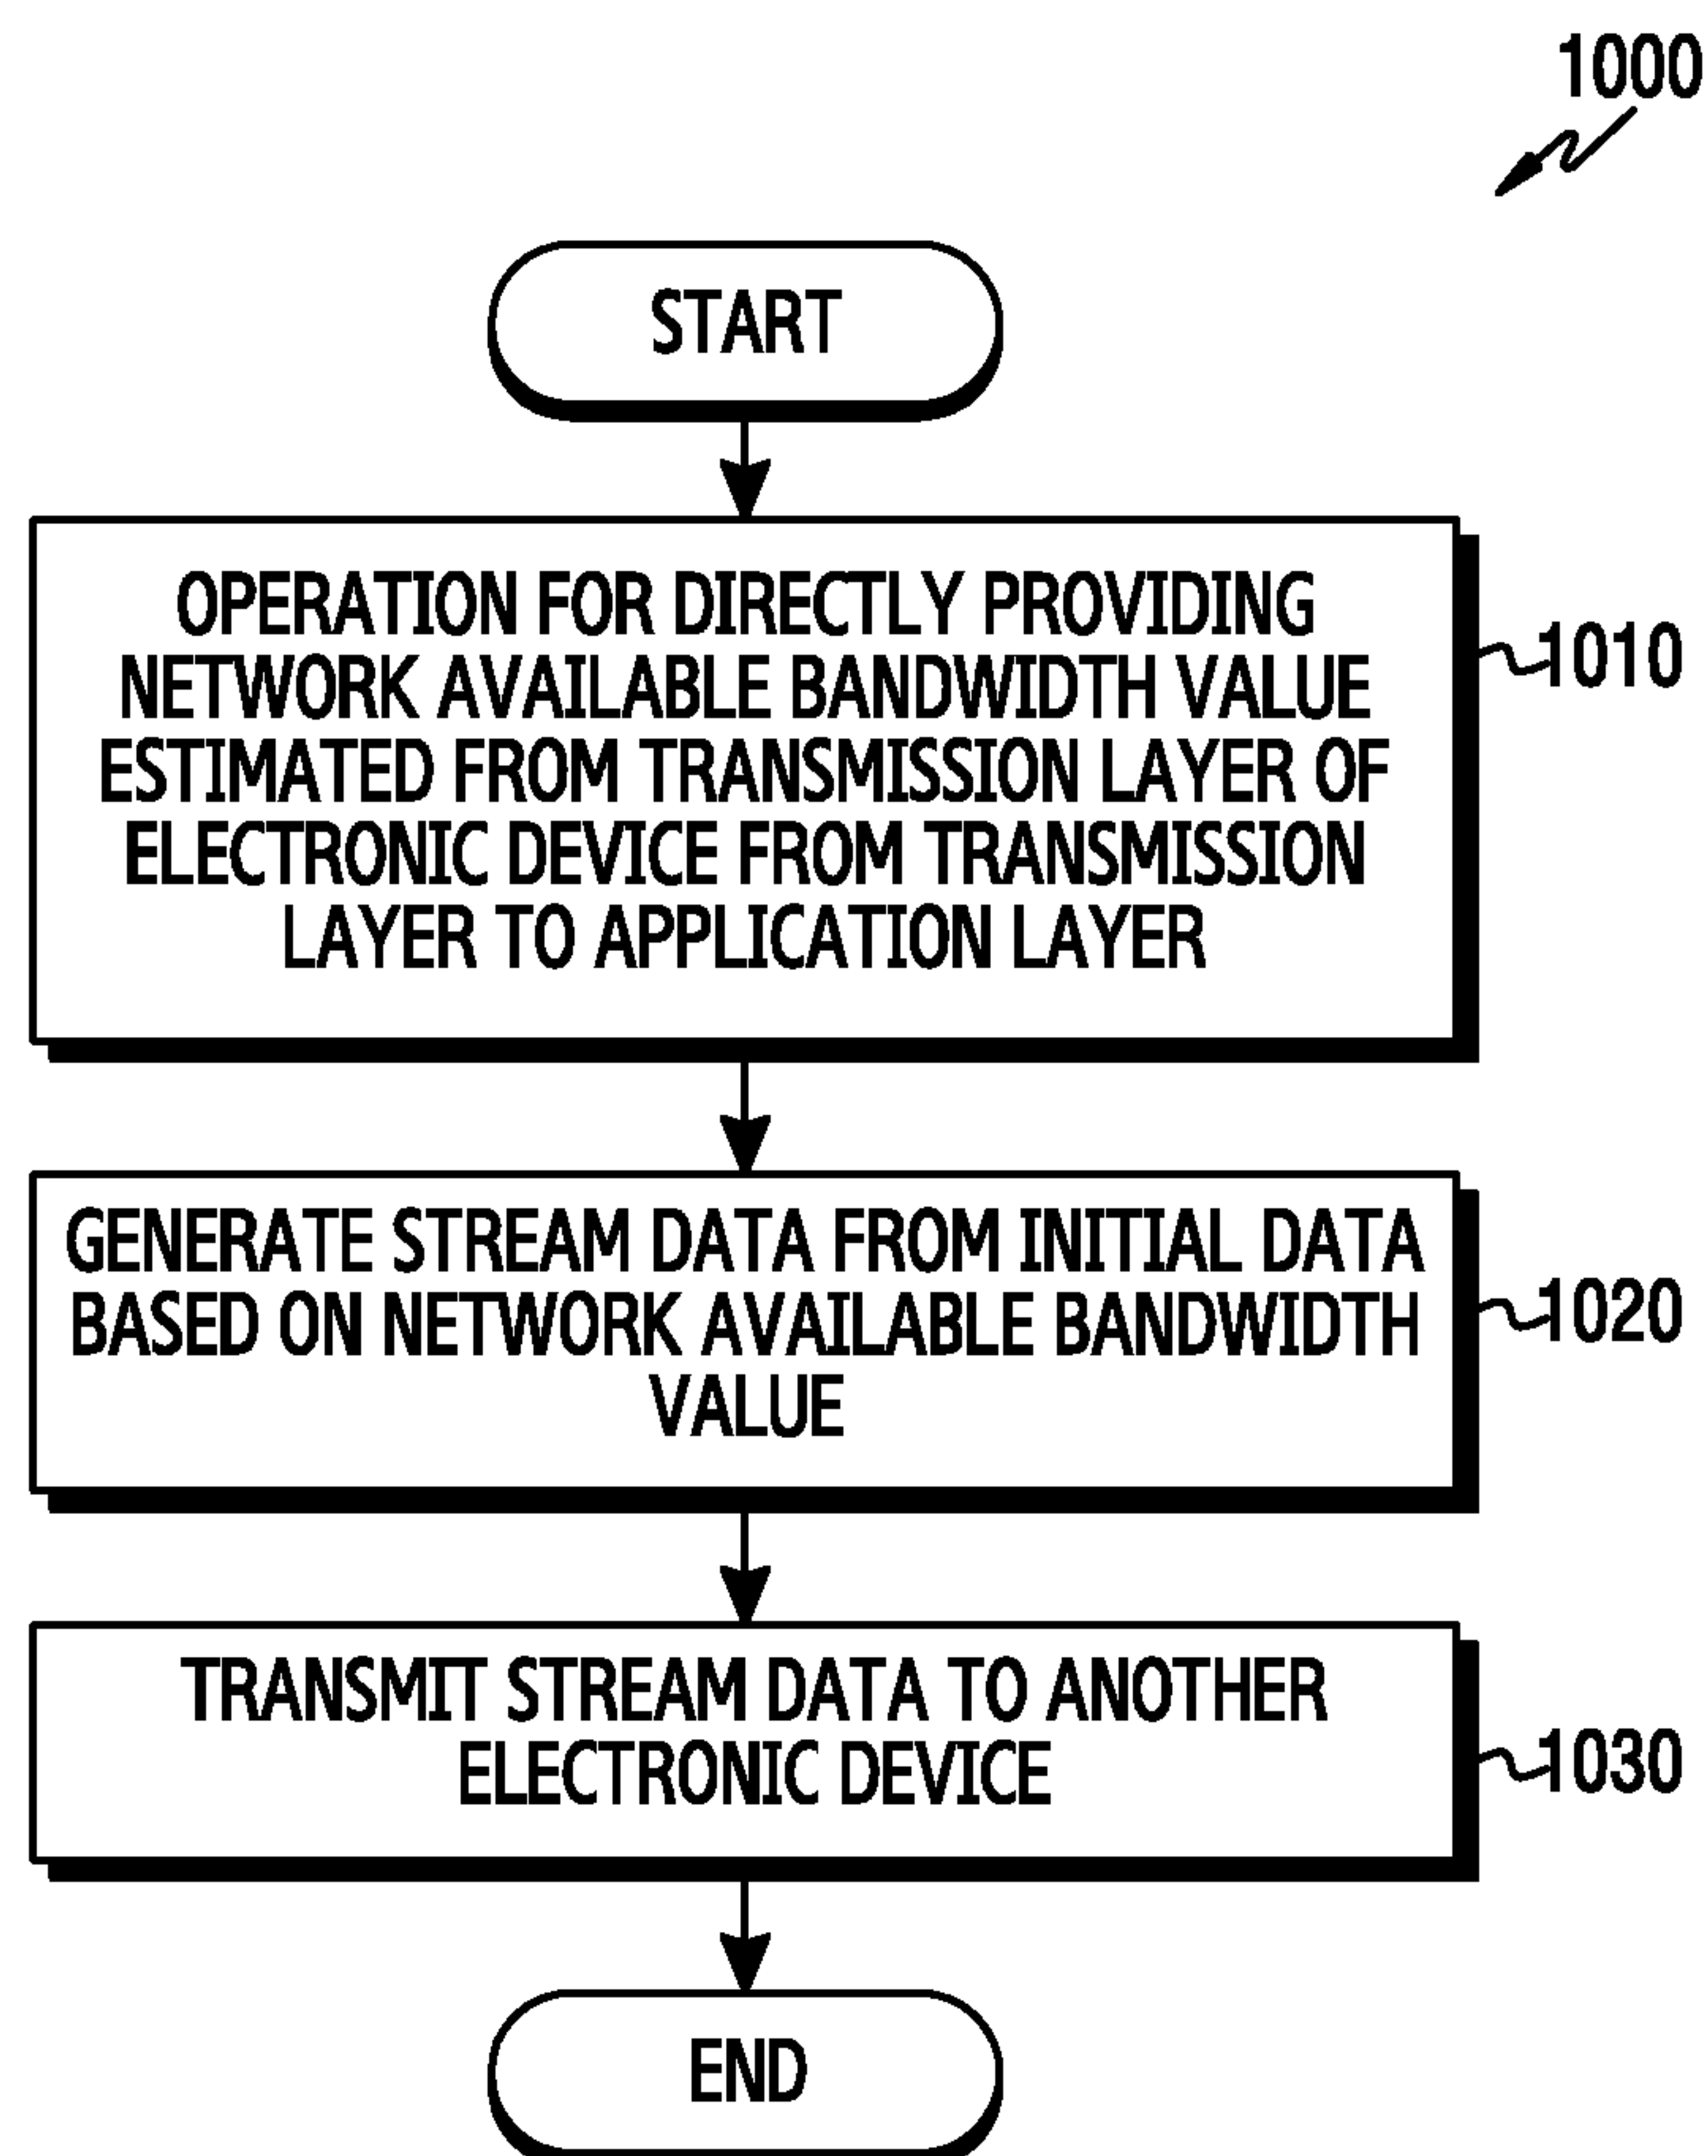 1000
START
OPERATION FOR DIRECTLY PROVIDING
NETWORK AVAILABLE BANDWIDTH VALUE
ESTIMATED FROM TRANSMISSION LAYER OF
ELECTRONIC DEVICE FROM TRANSMISSION
LAYER TO APPLICATION LAYER
1010
GENERATE STREAM DATA FROM INITIAL DATA
BASED ON NETWORK AVAILABLE BANDWIDTH
VALUE
1020
TRANSMIT STREAM DATA TO ANOTHER
ELECTRONIC DEVICE
1030
END